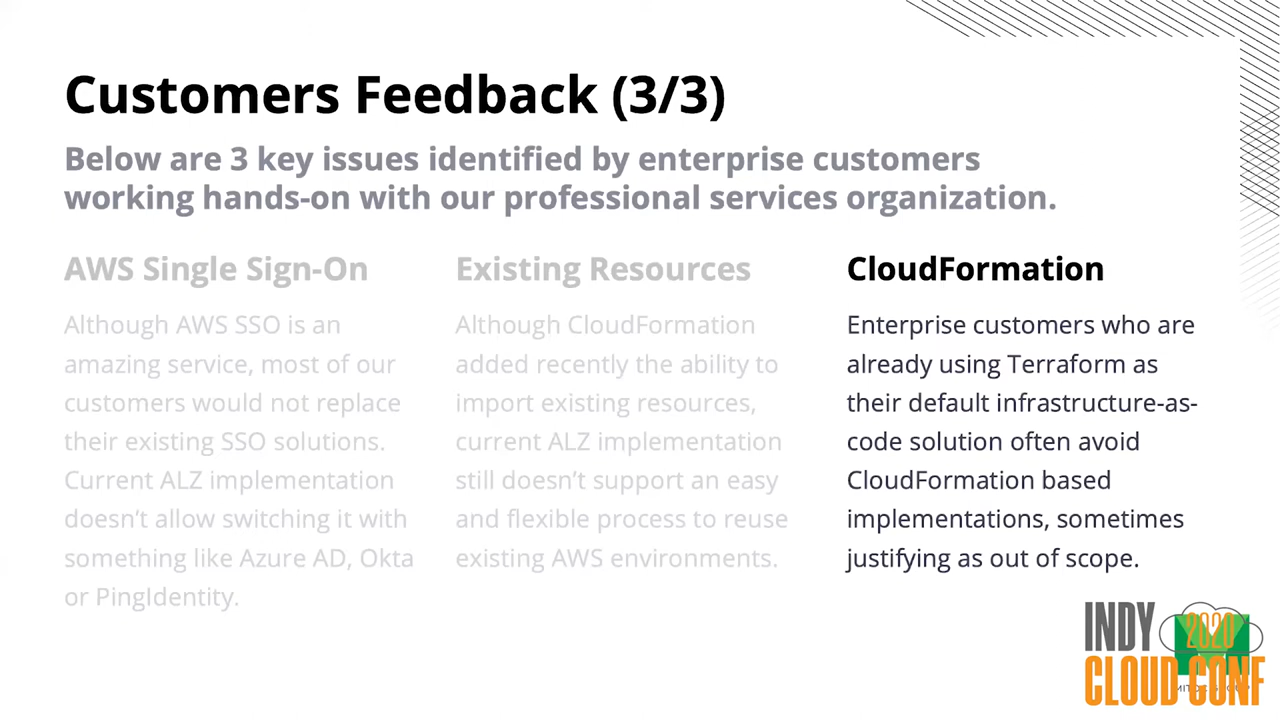 Customers Feedback (3/3)
Below are 3 key issues identified by enterprise customers
working hands-on with our professional services organization.
AWS Single Sign-On
Although AWS SSO is an
amazing service, most of our
customers would not replace
their existing SSO solutions.
Current ALZ implementation
doesn’t allow switching it with
something like Azure AD, Okta
or PingIdentity.
Existing Resources
Although CloudFormation
added recently the ability to
import existing resources,
current ALZ implementation
still doesn’t support an easy
and flexible process to reuse
existing AWS environments.
CloudFormation
Enterprise customers who are
already using Terraform as
their default infrastructure-as-
code solution often avoid
CloudFormation based
implementations, sometimes
justifying as out of scope.
INDY 2020
CLOUD CONF